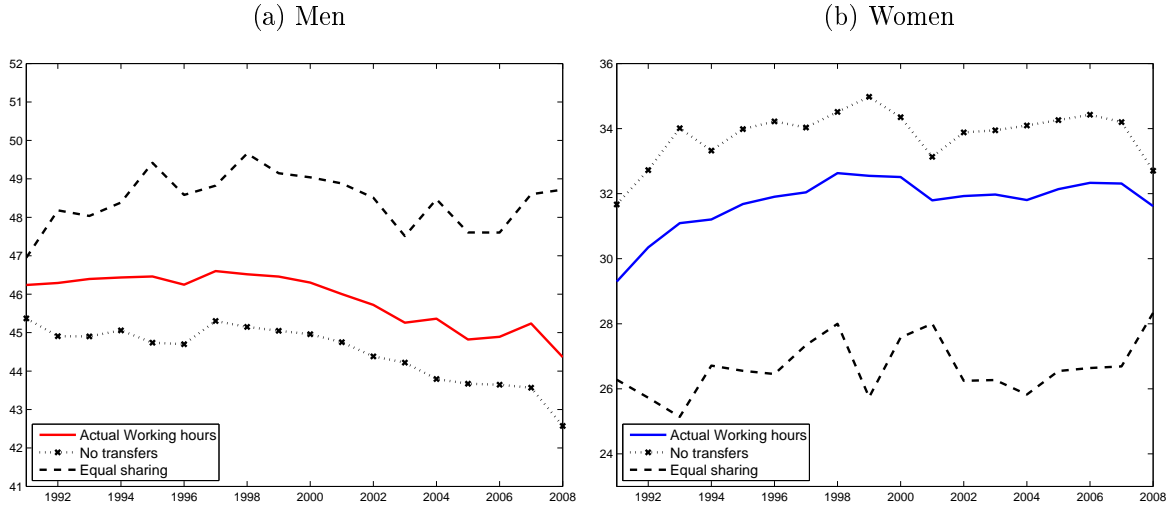 (a) Men
52
51
50
49
48
47
46
45
44
43
42
41
1992 1994 1996 1998 2000 2002 2004 2006 2008
Actual Working hours
No transfers
Equal sharing
(b) Women
36
34
32
30
28
26
24
1992 1994 1996 1998 2000 2002 2004 2006 2008
Actual Working hours
No transfers
Equal sharing